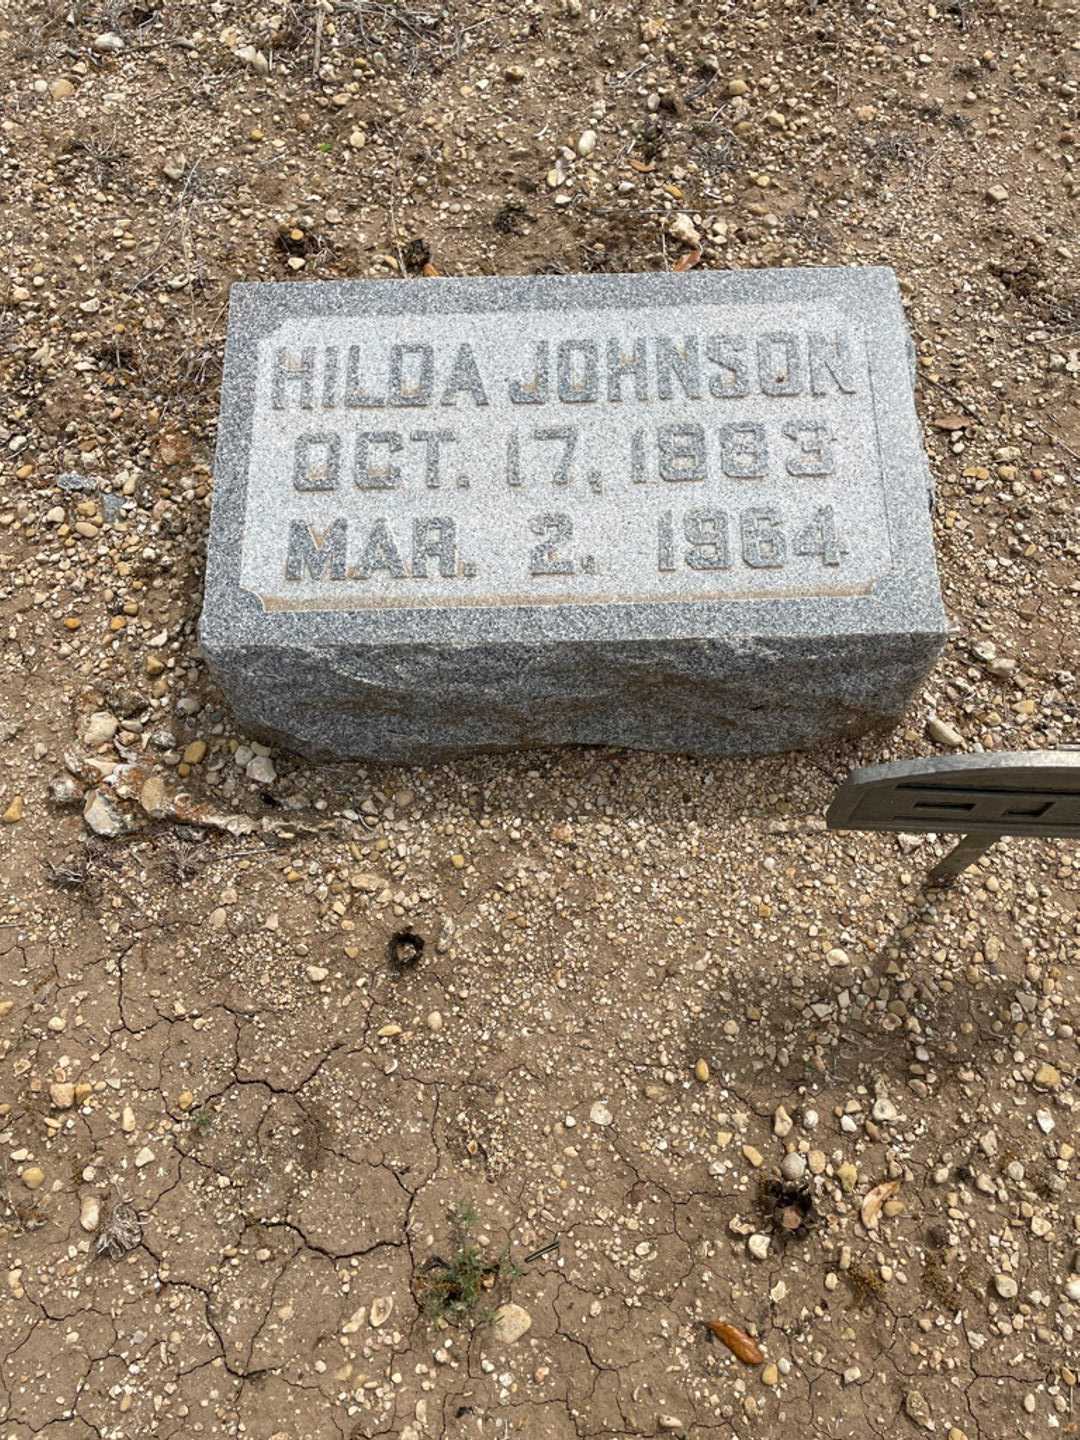 HILDA JOHNSON
OCT. 17, 1883
MAR. 2, 1964